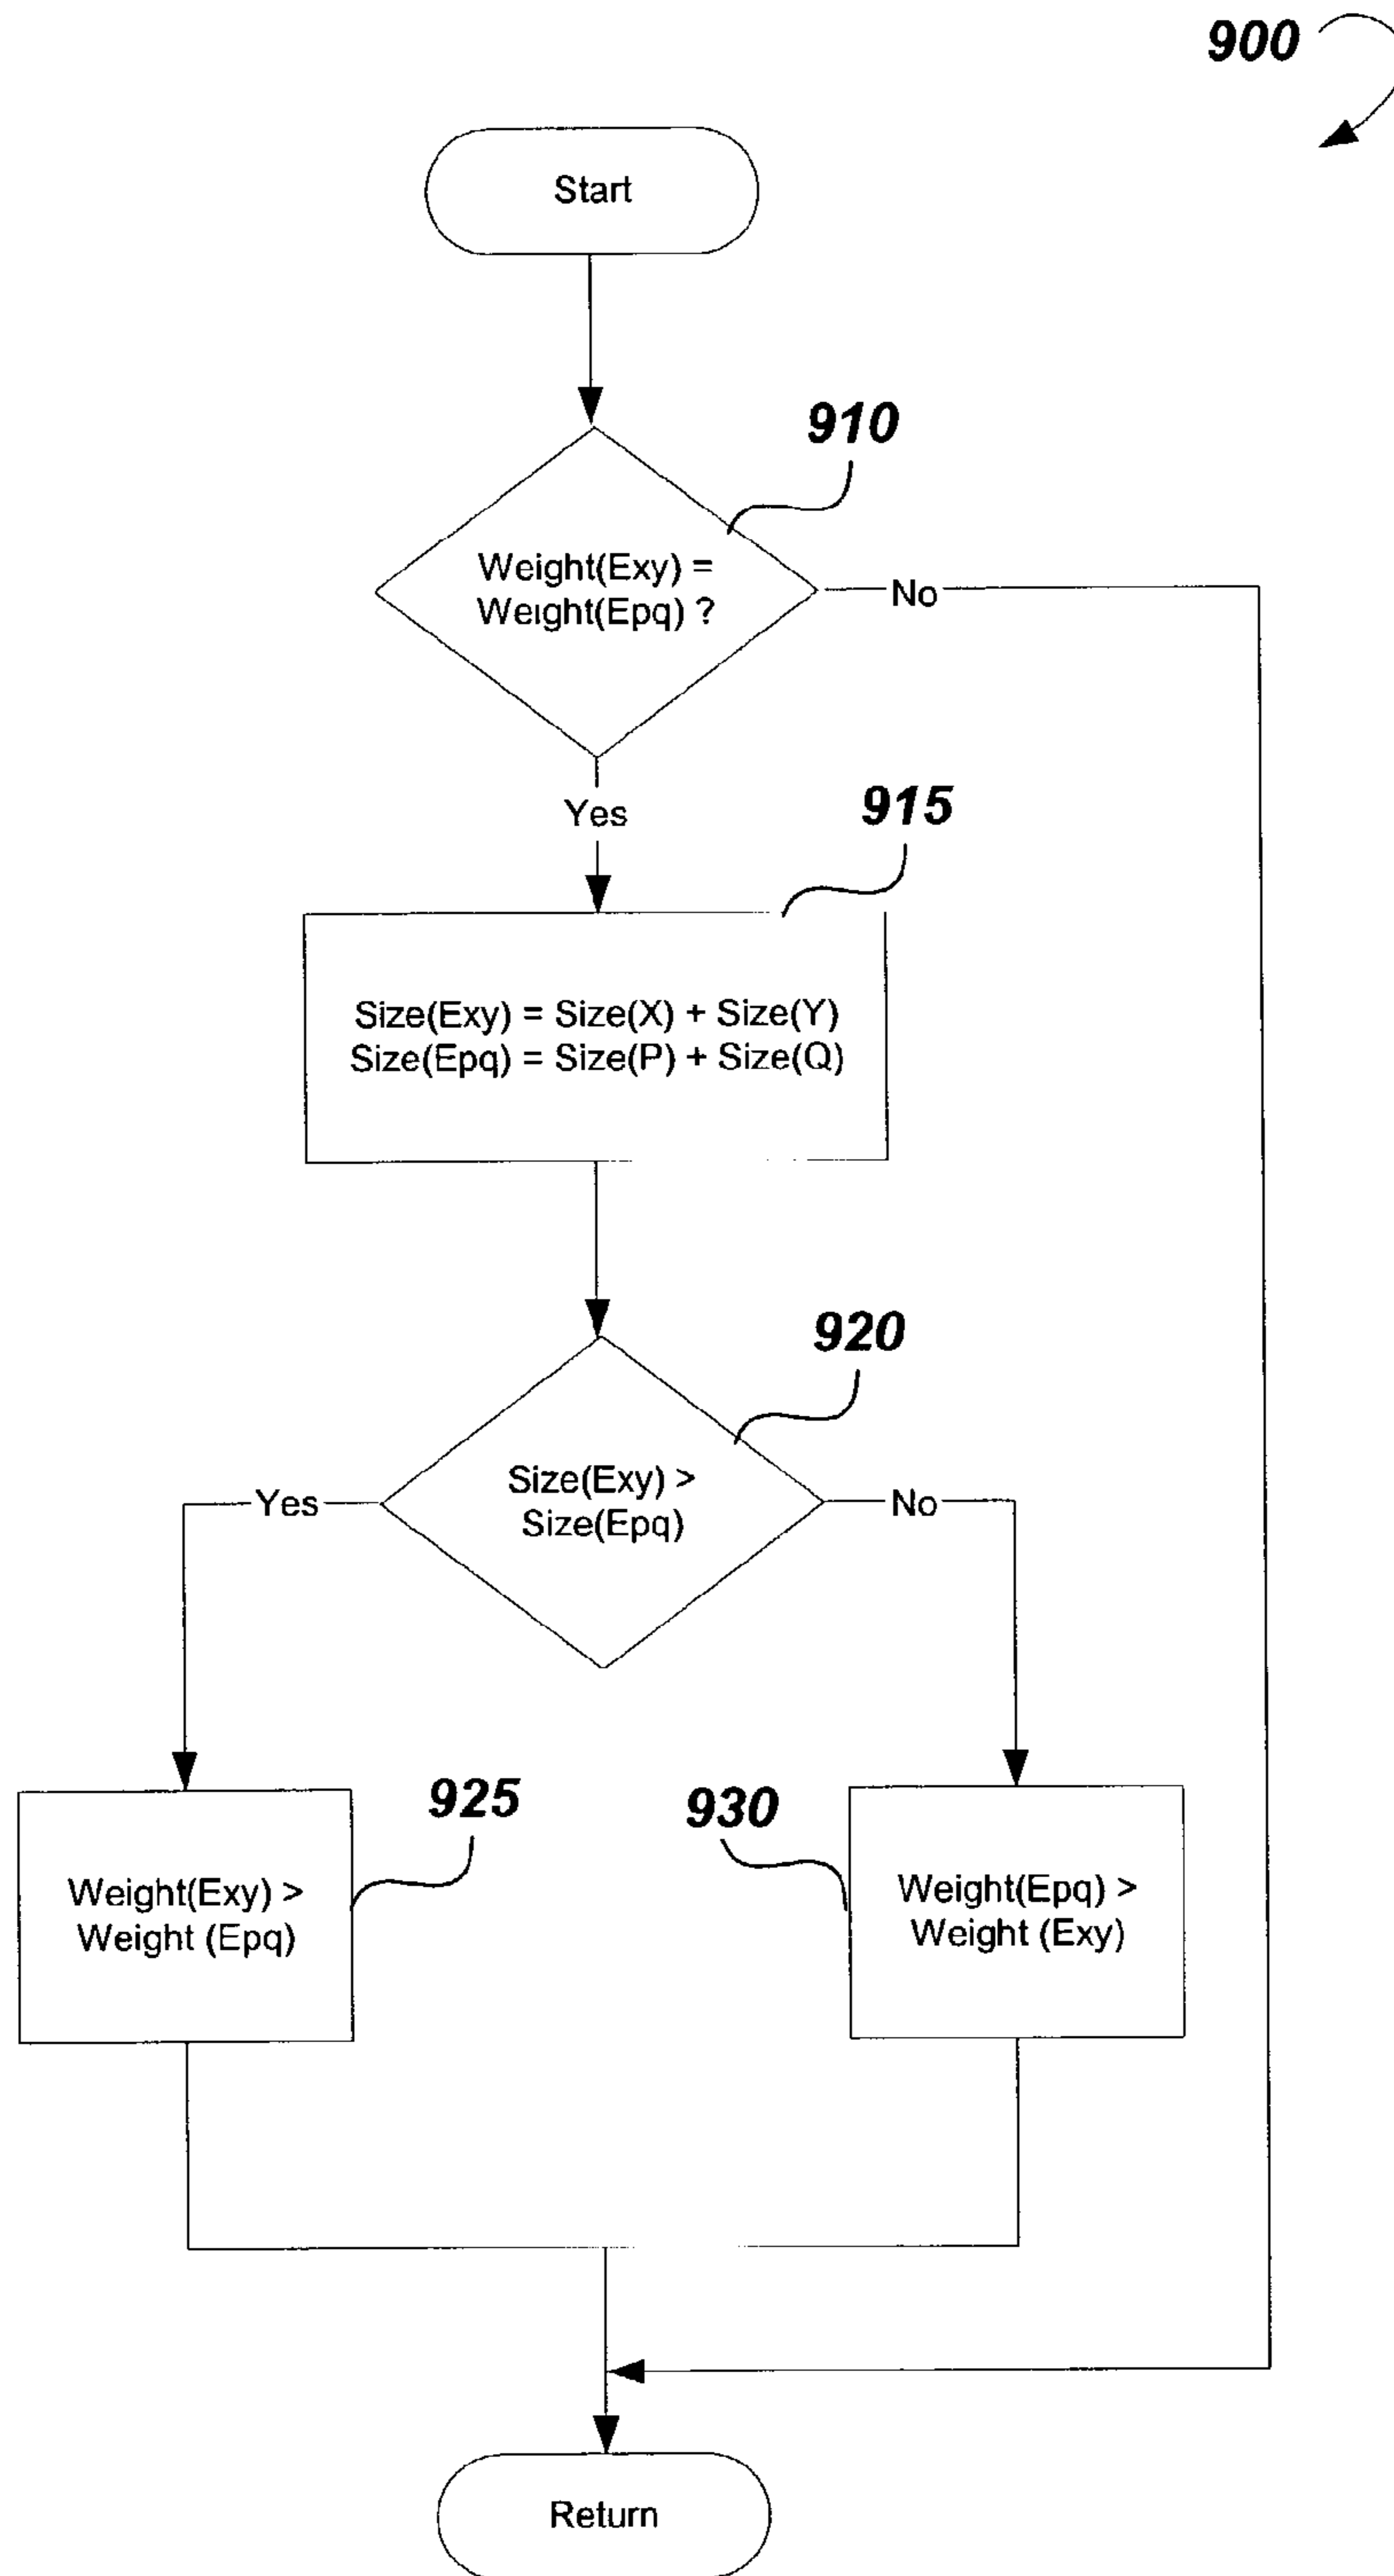 900
Start
910
Weight(Exy) =
Weight(Epq) ?
No
Yes
915
Size(Exy) = Size(X) + Size(Y)
Size(Epq) = Size(P) + Size(Q)
920
Size(Exy) >
Size(Epq)
Yes
No
925
930
Weight(Exy) >
Weight (Epq)
Weight(Epq) >
Weight (Exy)
Return